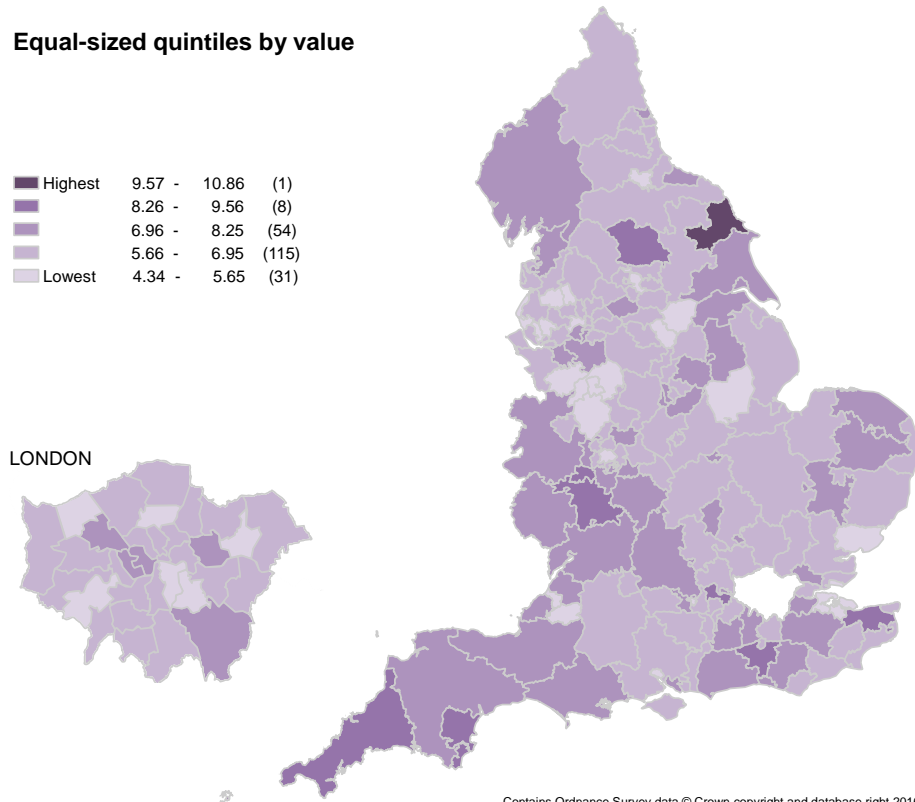 Equal-sized quintiles by value
Highest 9.57 - 10.86 (1)
8.26 - 9.56 (8)
6.96 - 8.25 (54)
5.66 - 6.95 (115)
Lowest 4.34 - 5.65 (31)
LONDON
Contains Ordnance Survey data © Crown copyright and database right 201